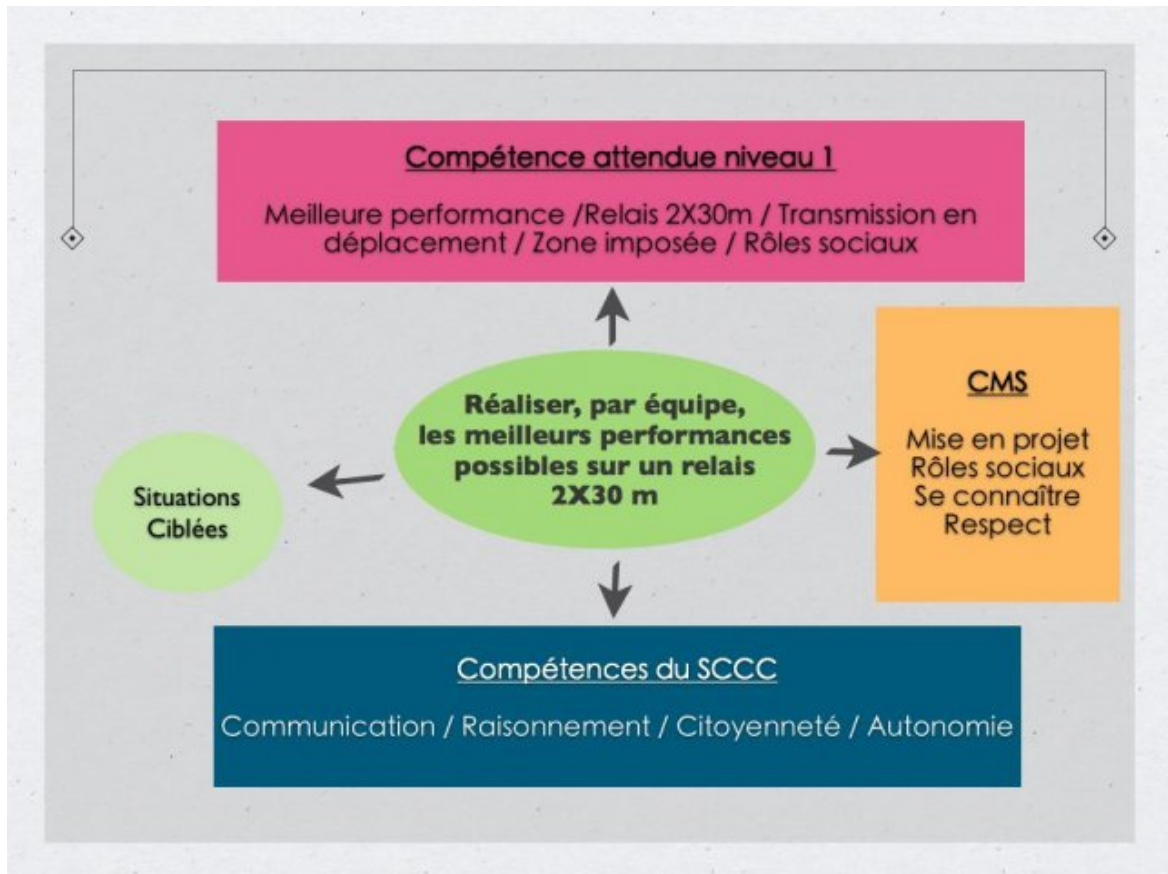 Compétence attendue niveau 1
Meilleure performance /Relais 2X30m / Transmission en
déplacement / Zone imposée / Rôles sociaux
Réaliser, par équipe,
les meilleurs performances
possibles sur un relais
2X30 m
CMS
Mise en projet
Rôles sociaux
Se connaître
Respect
Situations
Ciblées
Compétences du SCCC
Communication / Raisonnement / Citoyenneté / Autonomie